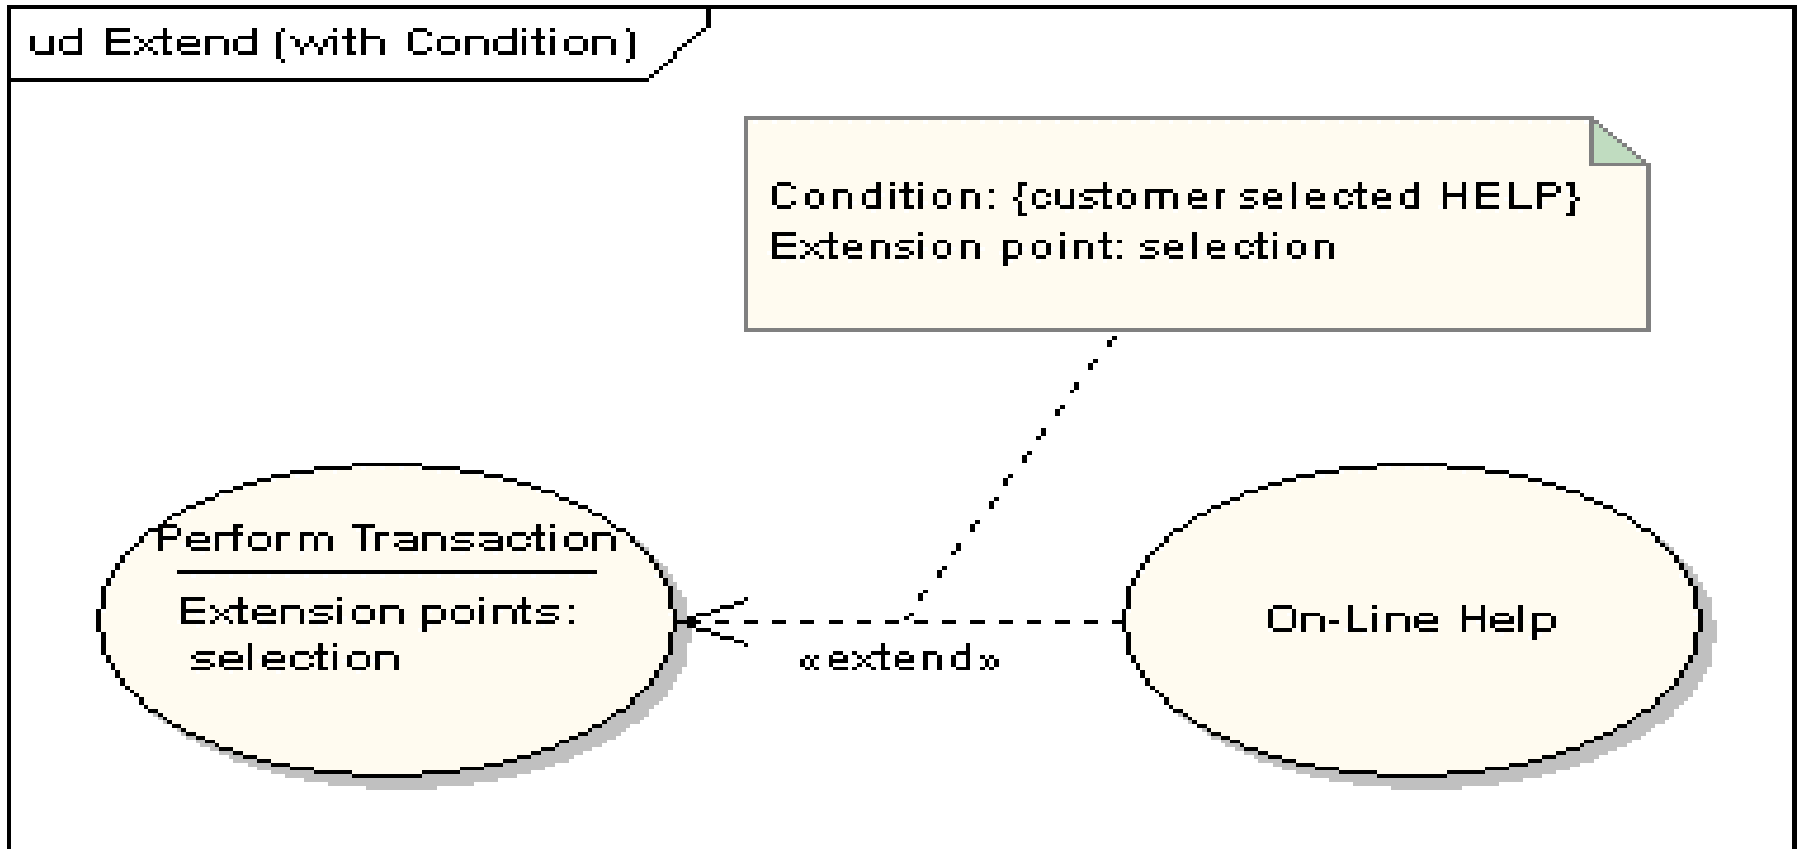 ud Extend (with Condition)
Condition: {customer selected HELP}
Extension point: selection
Perform Transaction
Extension points:
selection
«extend»
On-Line Help